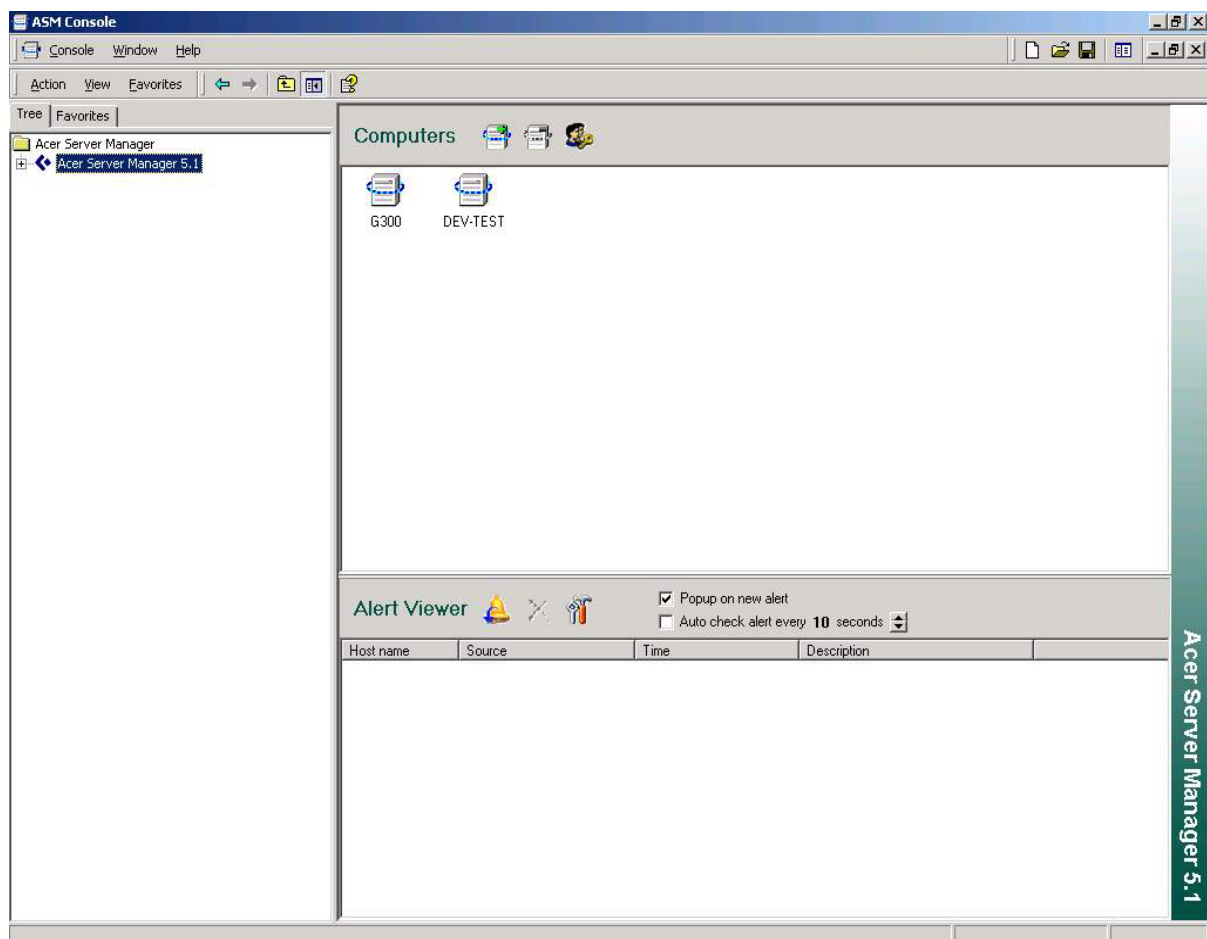 ASM Console
Console Window Help
Action View Favorites
Tree Favorites
Acer Server Manager
Acer Server Manager 5.1
Computers
G300 DEV-TEST
Alert Viewer
Popup on new alert
Auto check alert every 10 seconds
Host name Source Time Description
Acer Server Manager 5.1